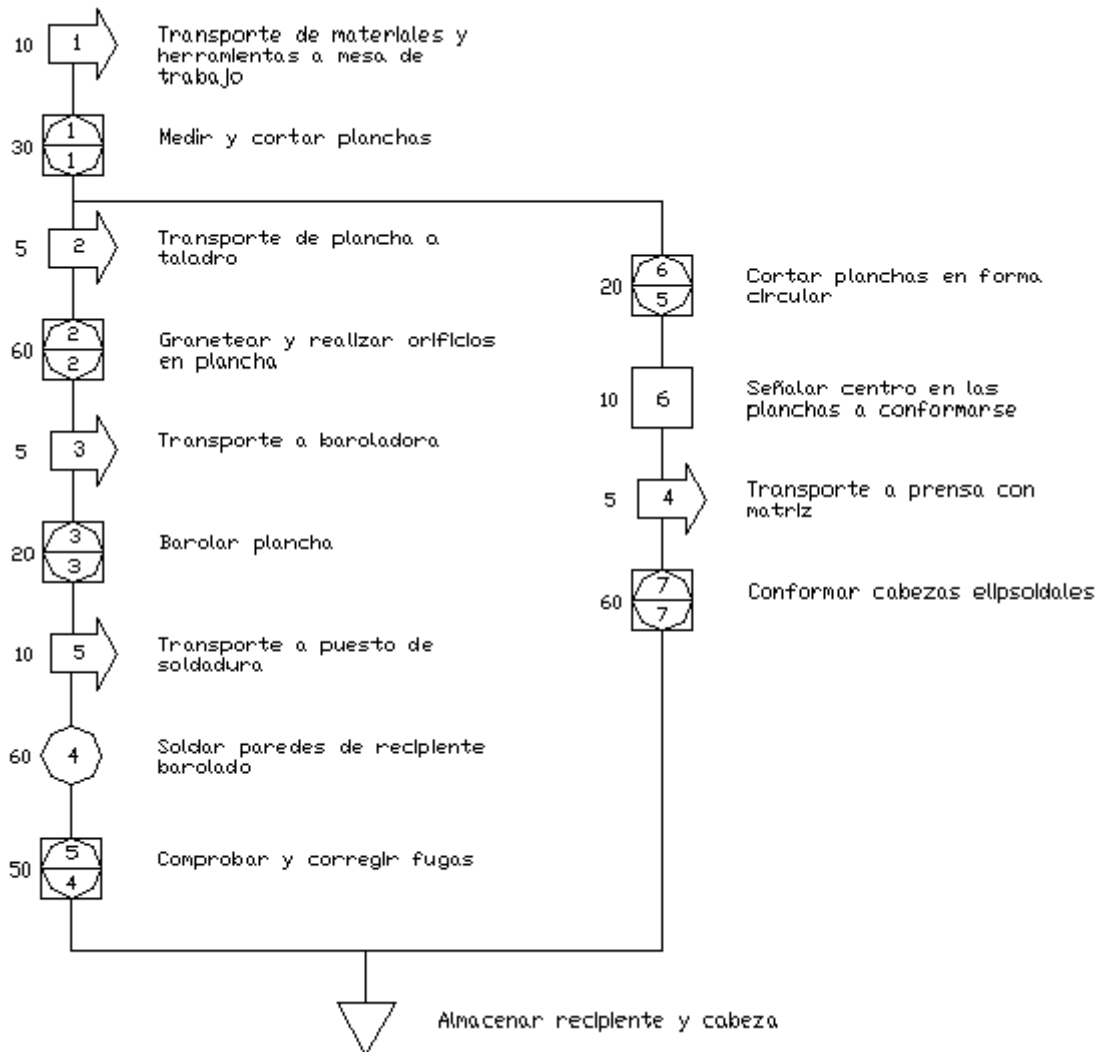 10
1
Transporte de materiales y
herramientas a mesa de
trabajo
30
1
1
Medir y cortar planchas
5
2
Transporte de plancha a
taladro
60
2
2
Granetear y realizar orificios
en plancha
5
3
Transporte a baroladora
20
3
3
Barolar plancha
10
5
Transporte a puesto de
soldadura
60
4
Soldar paredes de recipiente
barolado
50
5
4
Comprobar y corregir fugas
20
6
5
Cortar planchas en forma
circular
10
6
Señalar centro en las
planchas a conformarse
5
4
Transporte a prensa con
matriz
60
7
7
Conformar cabezas elipsoidales
Almacenar recipiente y cabeza